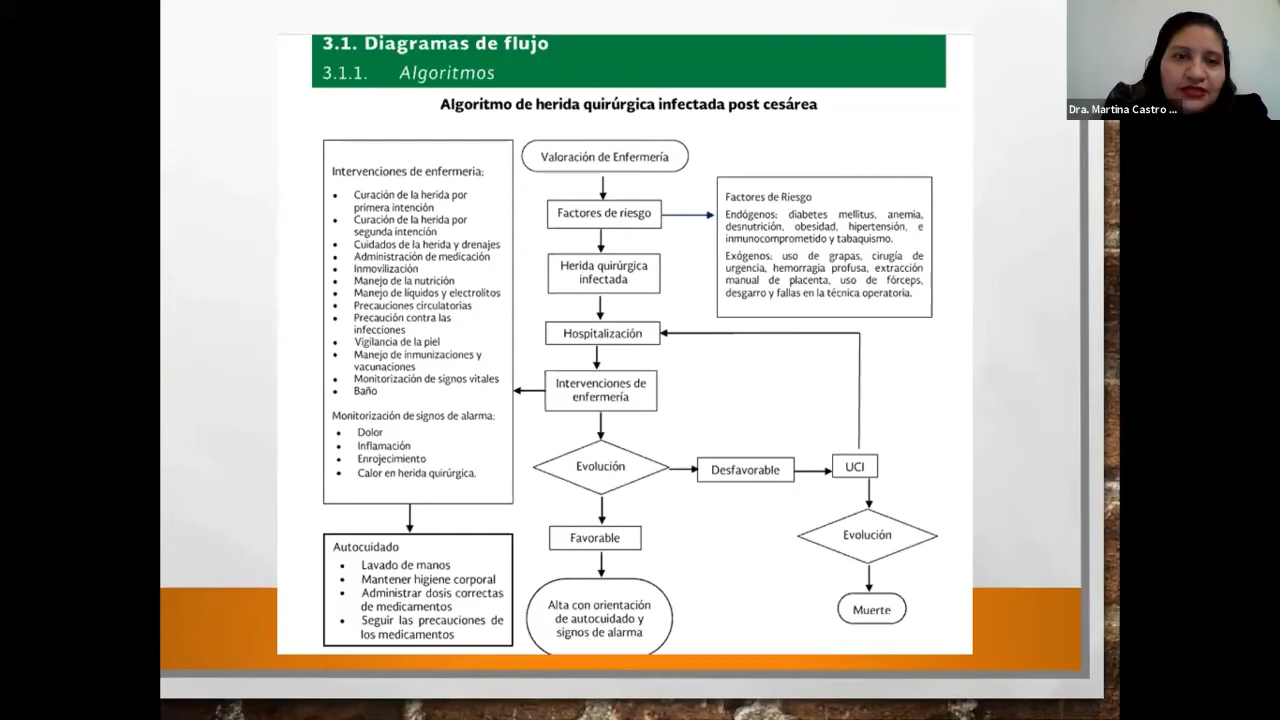 3.1. Diagramas de flujo
3.1.1. Algoritmos
Algoritmo de herida quirúrgica infectada post cesárea
Dra. Martina Castro ...
Intervenciones de enfermeria:
• Curación de la herida por
primera intención
• Curación de la herida por
segunda intención
• Cuidados de la herida y drenajes
• Administración de medicación
• Inmovilización
• Manejo de la nutrición
• Manejo de líquidos y electrolitos
• Precauciones circulatorias
• Precaución contra las
infecciones
• Vigilancia de la piel
• Manejo de inmunizaciones y
vacunaciones
• Monitorización de signos vitales
• Baño
Monitorización de signos de alarma:
• Dolor
• Inflamación
• Enrojecimiento
• Calor en herida quirúrgica.
Autocuidado
• Lavado de manos
• Mantener higiene corporal
• Administrar dosis correctas
de medicamentos
• Seguir las precauciones de
los medicamentos
Valoración de Enfermería
Factores de riesgo
Herida quirúrgica
infectada
Hospitalización
Intervenciones de
enfermería
Evolución
Favorable
Alta con orientación
de autocuidado y
signos de alarma
Factores de Riesgo
Endógenos: diabetes mellitus, anemia,
desnutrición, obesidad, hipertensión, e
inmunocomprometido y tabaquismo.
Exógenos: uso de grapas, cirugía de
urgencia, hemorragia profusa, extracción
manual de placenta, uso de fórceps,
desgarro y fallas en la técnica operatoria.
Desfavorable
UCI
Evolución
Muerte